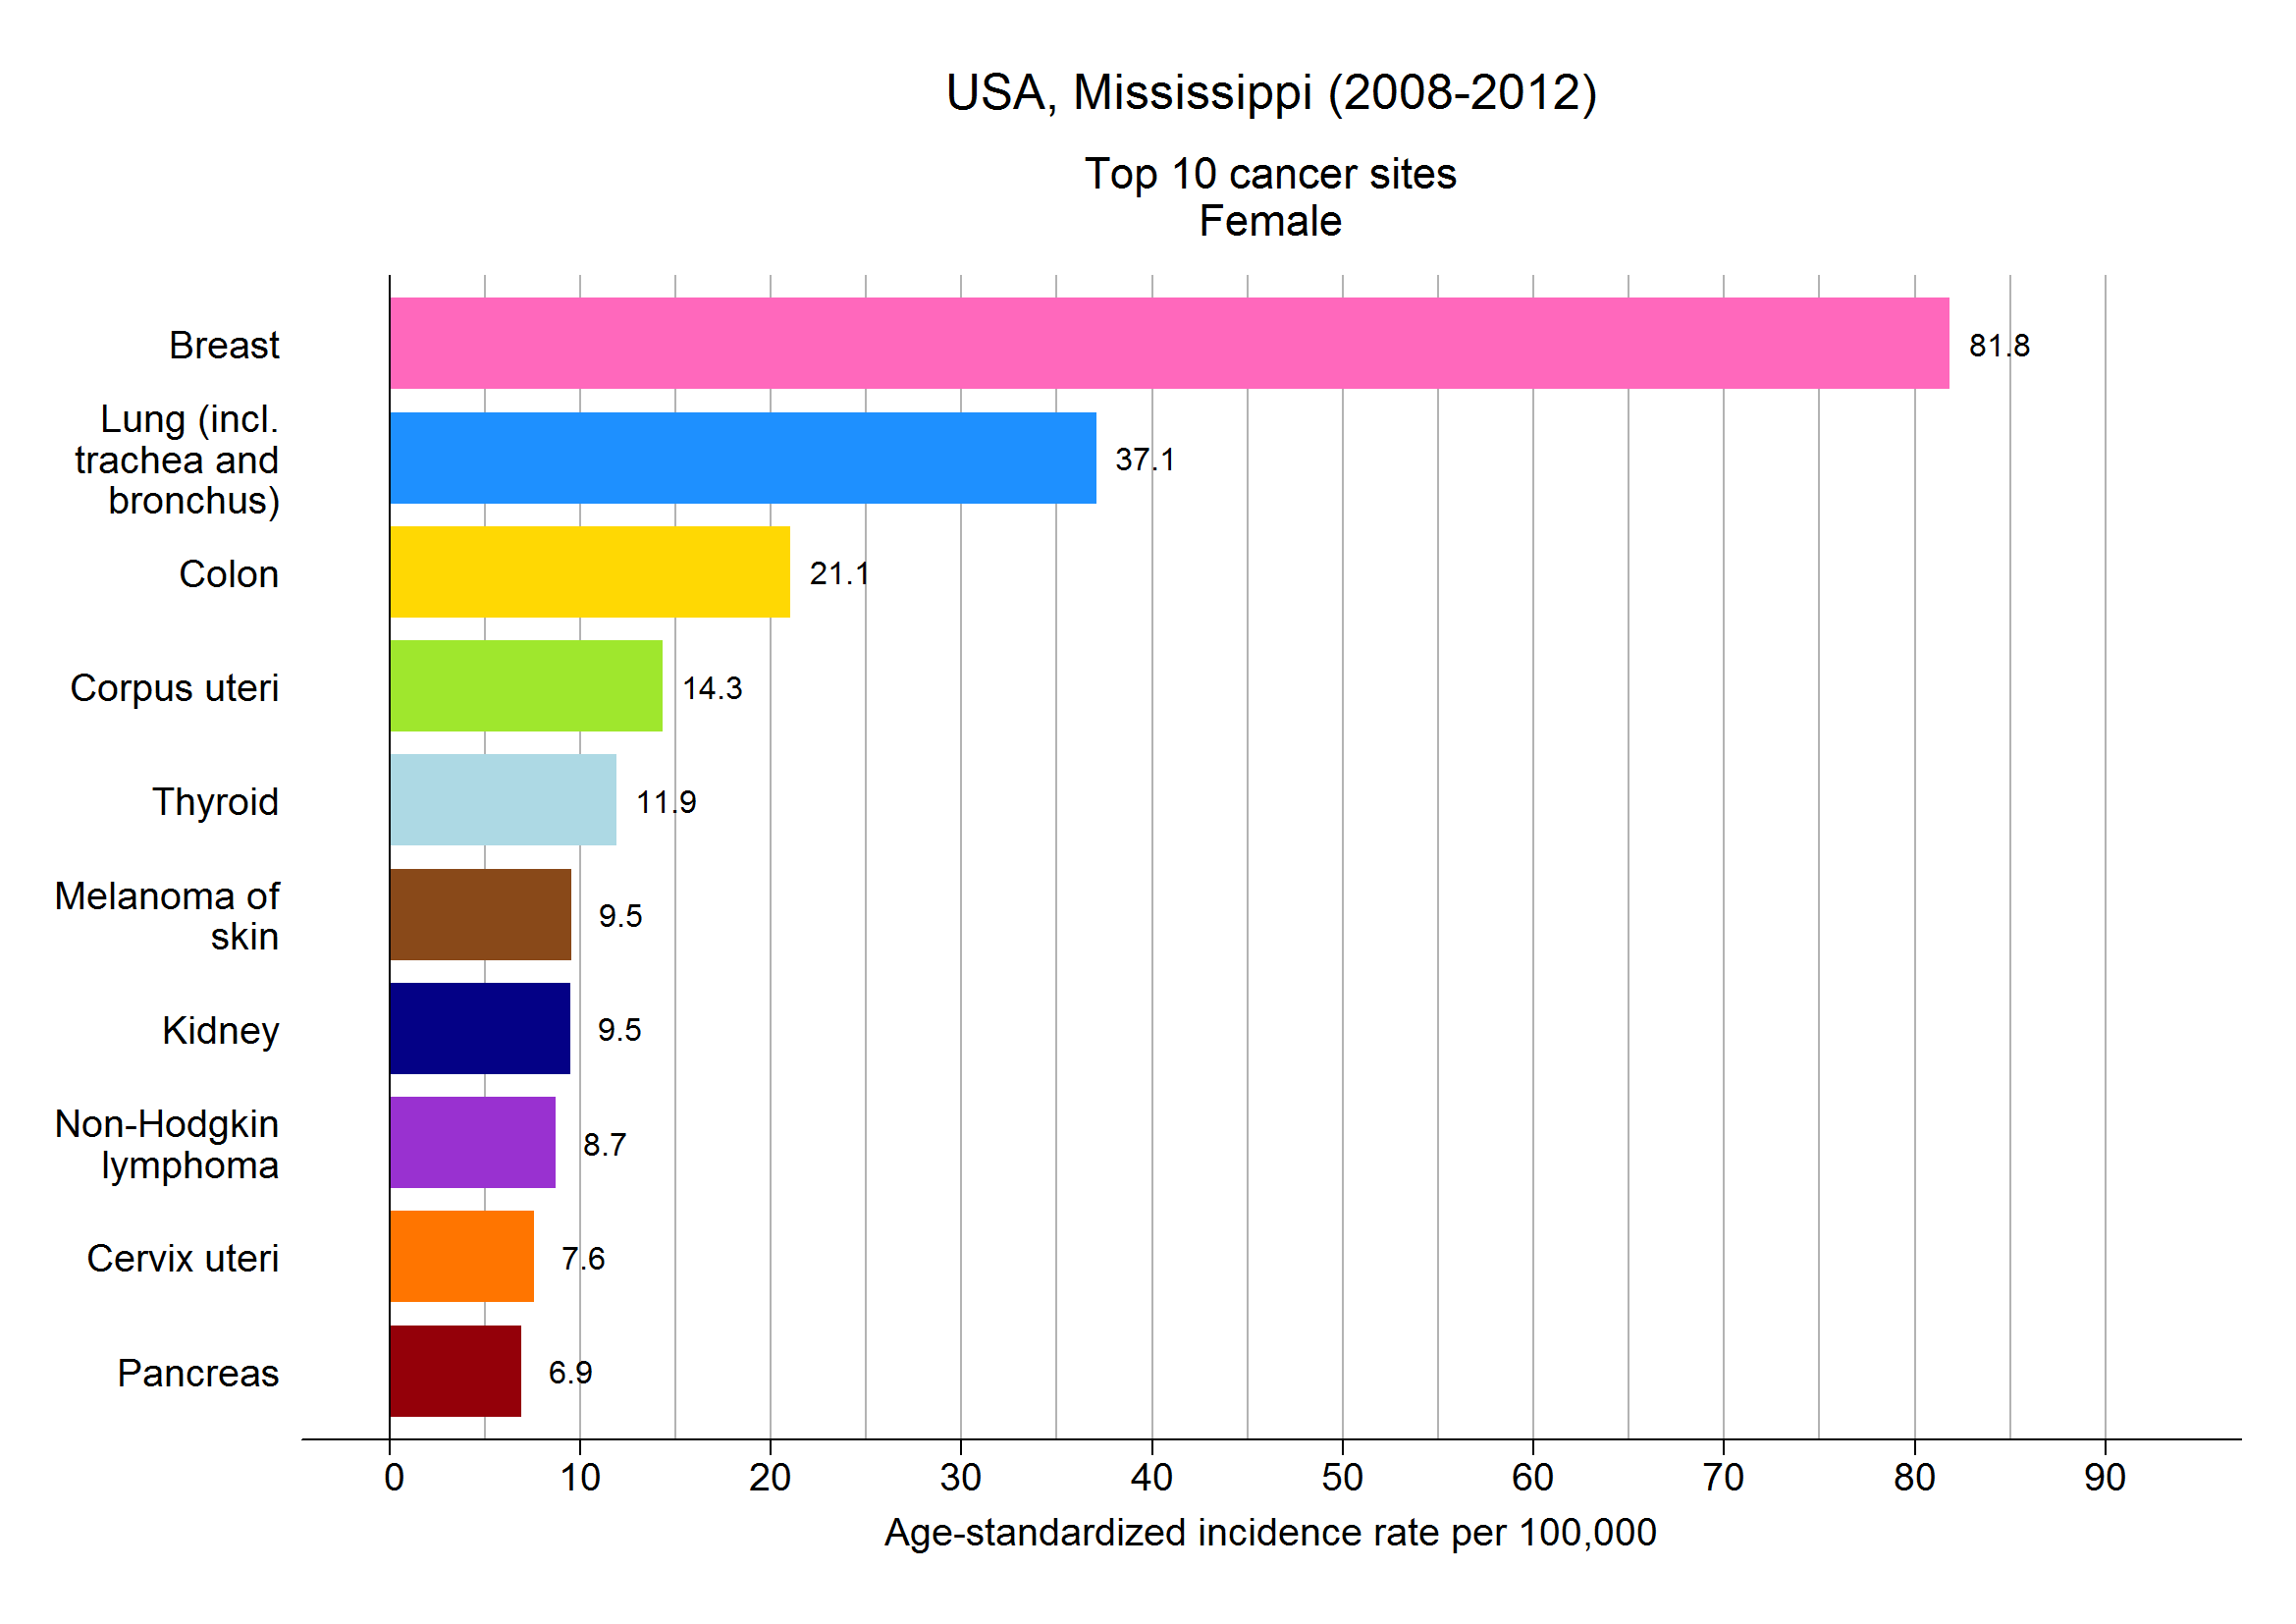 USA, Mississippi (2008-2012)
Top 10 cancer sites
Female
Breast
81.8
Lung (incl.
trachea and
bronchus)
37.1
Colon
21.1
Corpus uteri
14.3
Thyroid
11.9
Melanoma of
skin
9.5
Kidney
9.5
Non-Hodgkin
lymphoma
8.7
Cervix uteri
7.6
Pancreas
6.9
0 10 20 30 40 50 60 70 80 90
Age-standardized incidence rate per 100,000